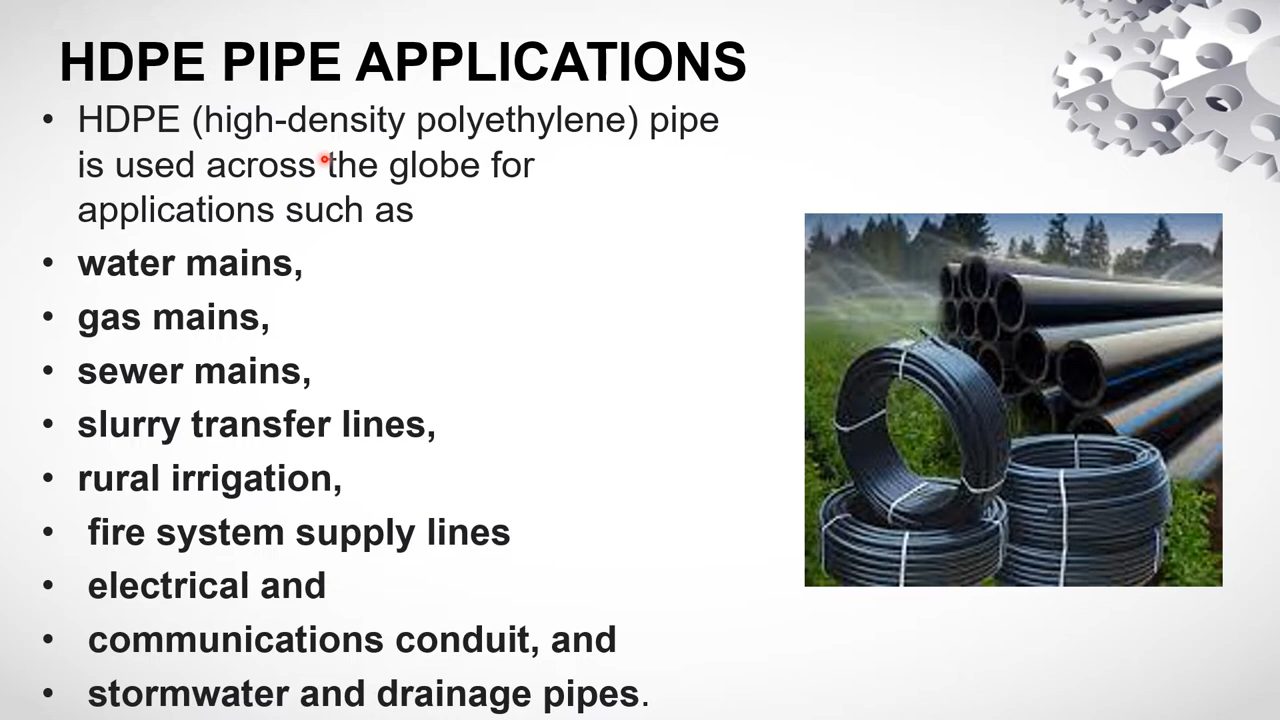 HDPE PIPE APPLICATIONS
• HDPE (high-density polyethylene) pipe
is used across the globe for
applications such as
• water mains,
• gas mains,
• sewer mains,
• slurry transfer lines,
• rural irrigation,
• fire system supply lines
• electrical and
• communications conduit, and
• stormwater and drainage pipes.